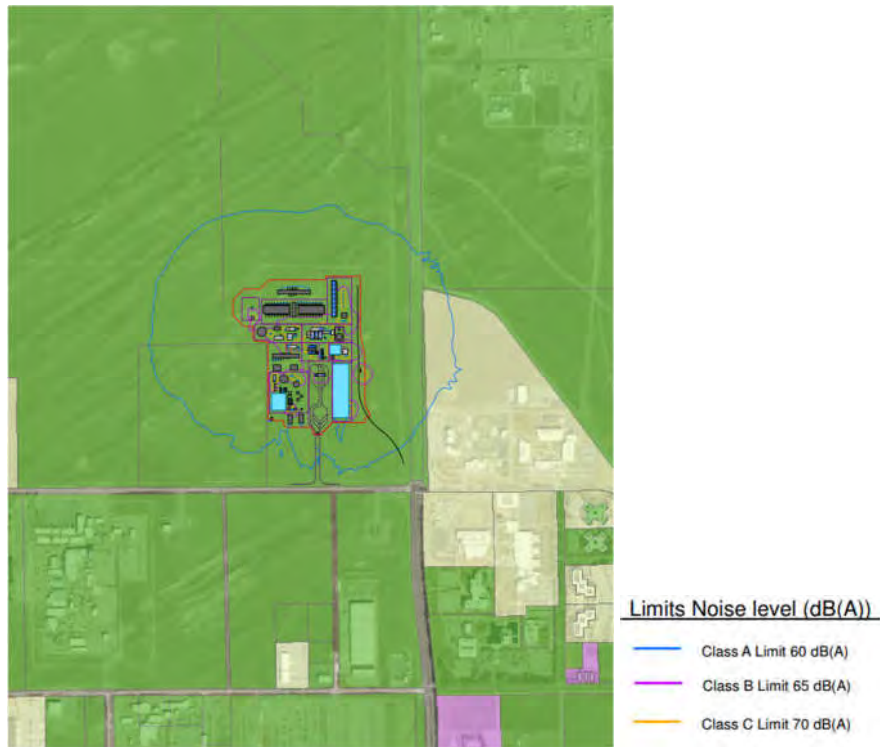 Limits Noise level (dB(A))
Class A Limit 60 dB(A)
Class B Limit 65 dB(A)
Class C Limit 70 dB(A)